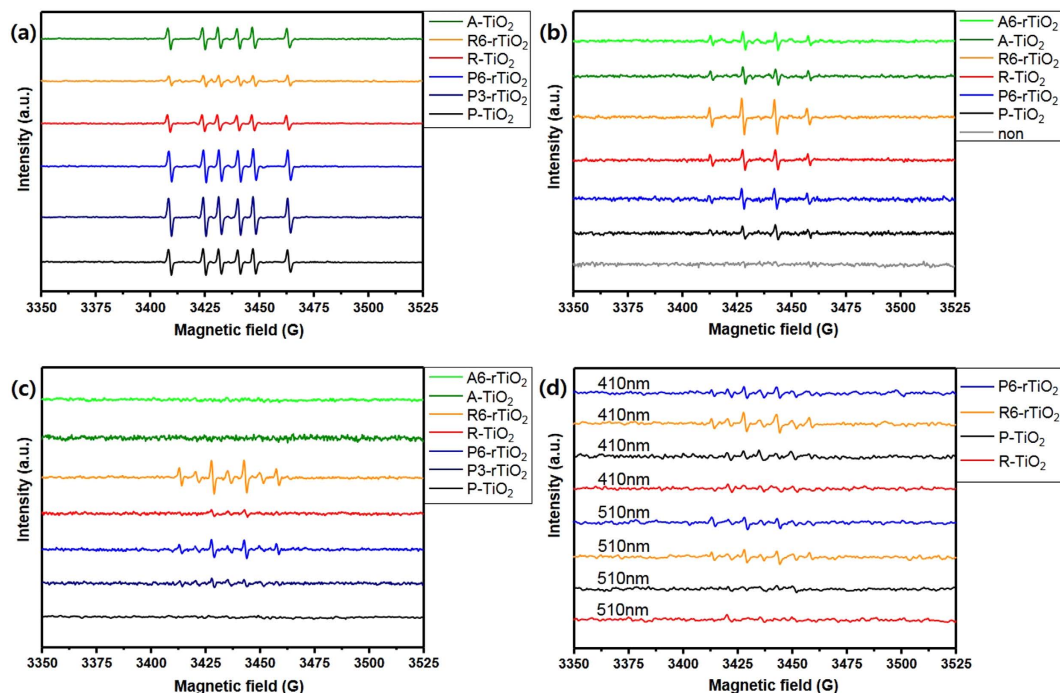 (a)
A-TiO2
R6-rTiO2
R-TiO2
P6-rTiO2
P3-rTiO2
P-TiO2
Intensity (a.u.)
3350 3375 3400 3425 3450 3475 3500 3525
Magnetic field (G)
(b)
A6-rTiO2
A-TiO2
R6-rTiO2
R-TiO2
P6-rTiO2
P-TiO2
non
Intensity (a.u.)
3350 3375 3400 3425 3450 3475 3500 3525
Magnetic field (G)
(c)
A6-rTiO2
A-TiO2
R6-rTiO2
R-TiO2
P6-rTiO2
P3-rTiO2
P-TiO2
Intensity (a.u.)
3350 3375 3400 3425 3450 3475 3500 3525
Magnetic field (G)
(d)
410nm
410nm
410nm
410nm
510nm
510nm
510nm
510nm
P6-rTiO2
R6-rTiO2
P-TiO2
R-TiO2
Intensity (a.u.)
3350 3375 3400 3425 3450 3475 3500 3525
Magnetic field (G)